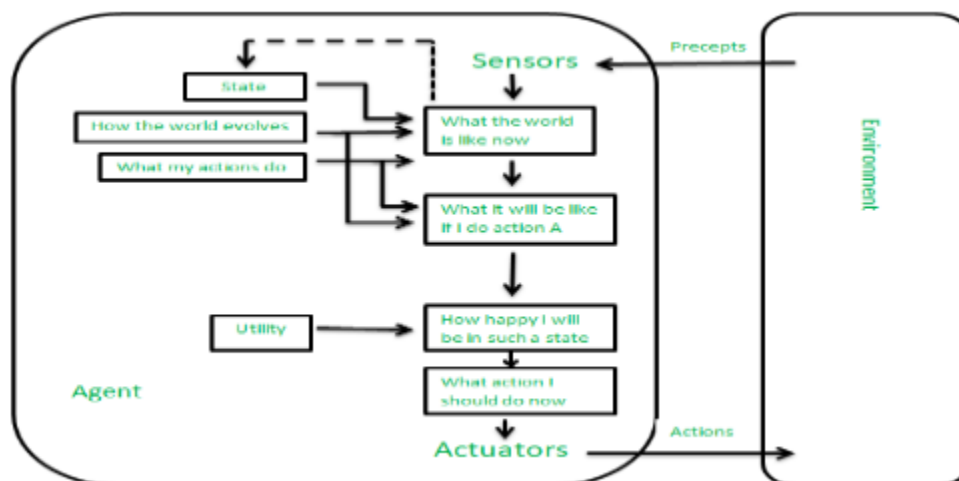 Sensors
Precepts
State
How the world evolves
What the world
is like now
What my actions do
What it will be like
if I do action A
Environment
Utility
How happy I will
be in such a state
Agent
What action I
should do now
Actuators
Actions